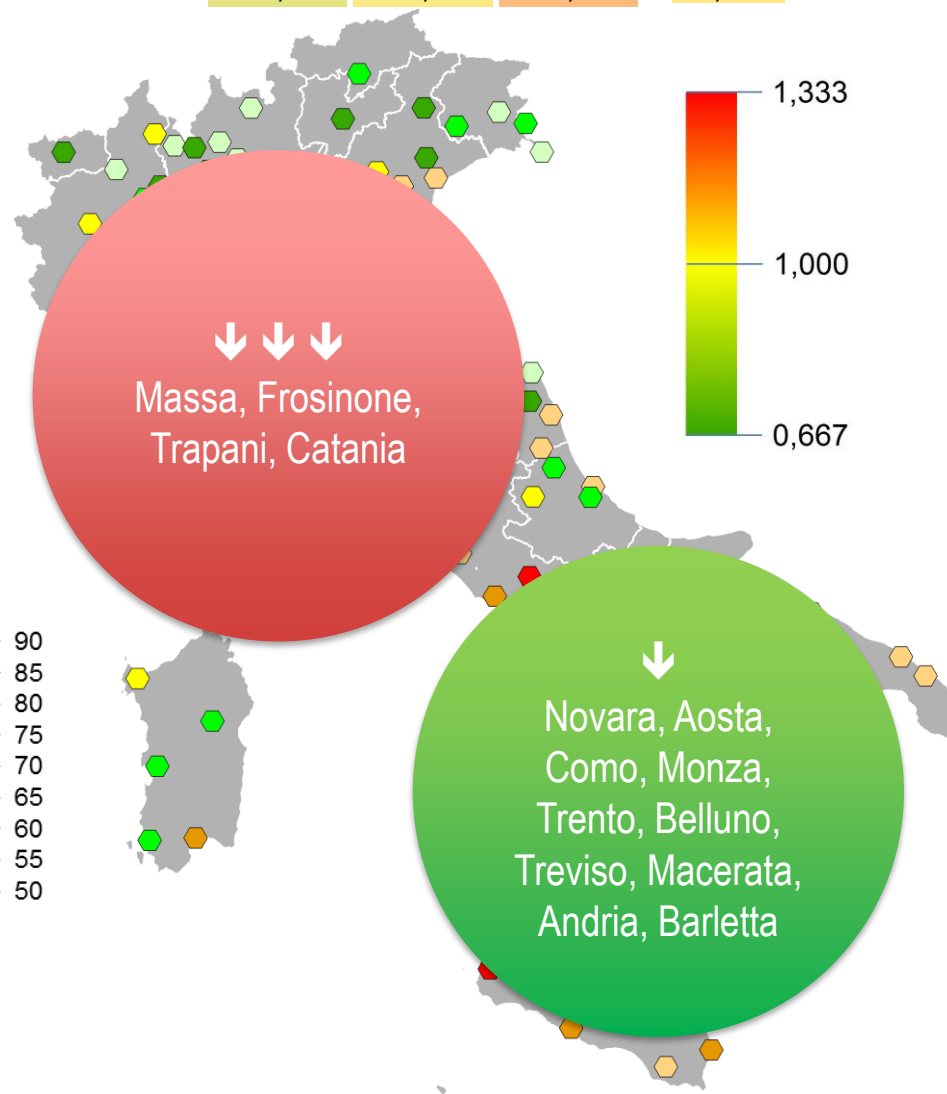 1,333
1,000
0,667
↓ ↓ ↓
Massa, Frosinone,
Trapani, Catania
↓
Novara, Aosta,
Como, Monza,
Trento, Belluno,
Treviso, Macerata,
Andria, Barletta
90
85
80
75
70
65
60
55
50